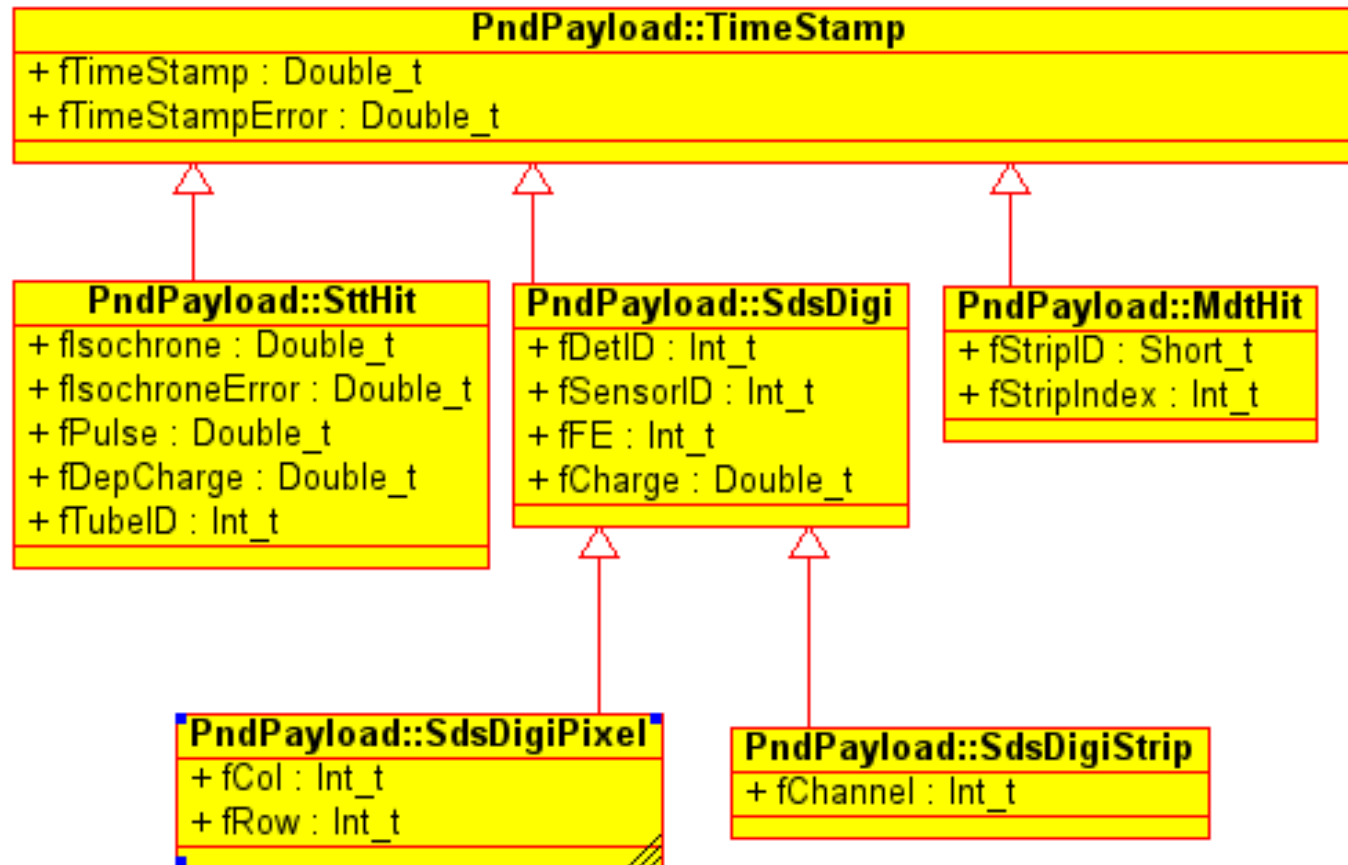 PndPayload::TimeStamp
+ fTimeStamp : Double_t
+ fTimeStampError : Double_t
PndPayload::SttHit
+ fIsochrone : Double_t
+ fIsochroneError : Double_t
+ fPulse : Double_t
+ fDepCharge : Double_t
+ fTubeID : Int_t
PndPayload::SdsDigi
+ fDetID : Int_t
+ fSensorID : Int_t
+ fFE : Int_t
+ fCharge : Double_t
PndPayload::MdtHit
+ fStripID : Short_t
+ fStripIndex : Int_t
PndPayload::SdsDigiPixel
+ fCol : Int_t
+ fRow : Int_t
PndPayload::SdsDigiStrip
+ fChannel : Int_t